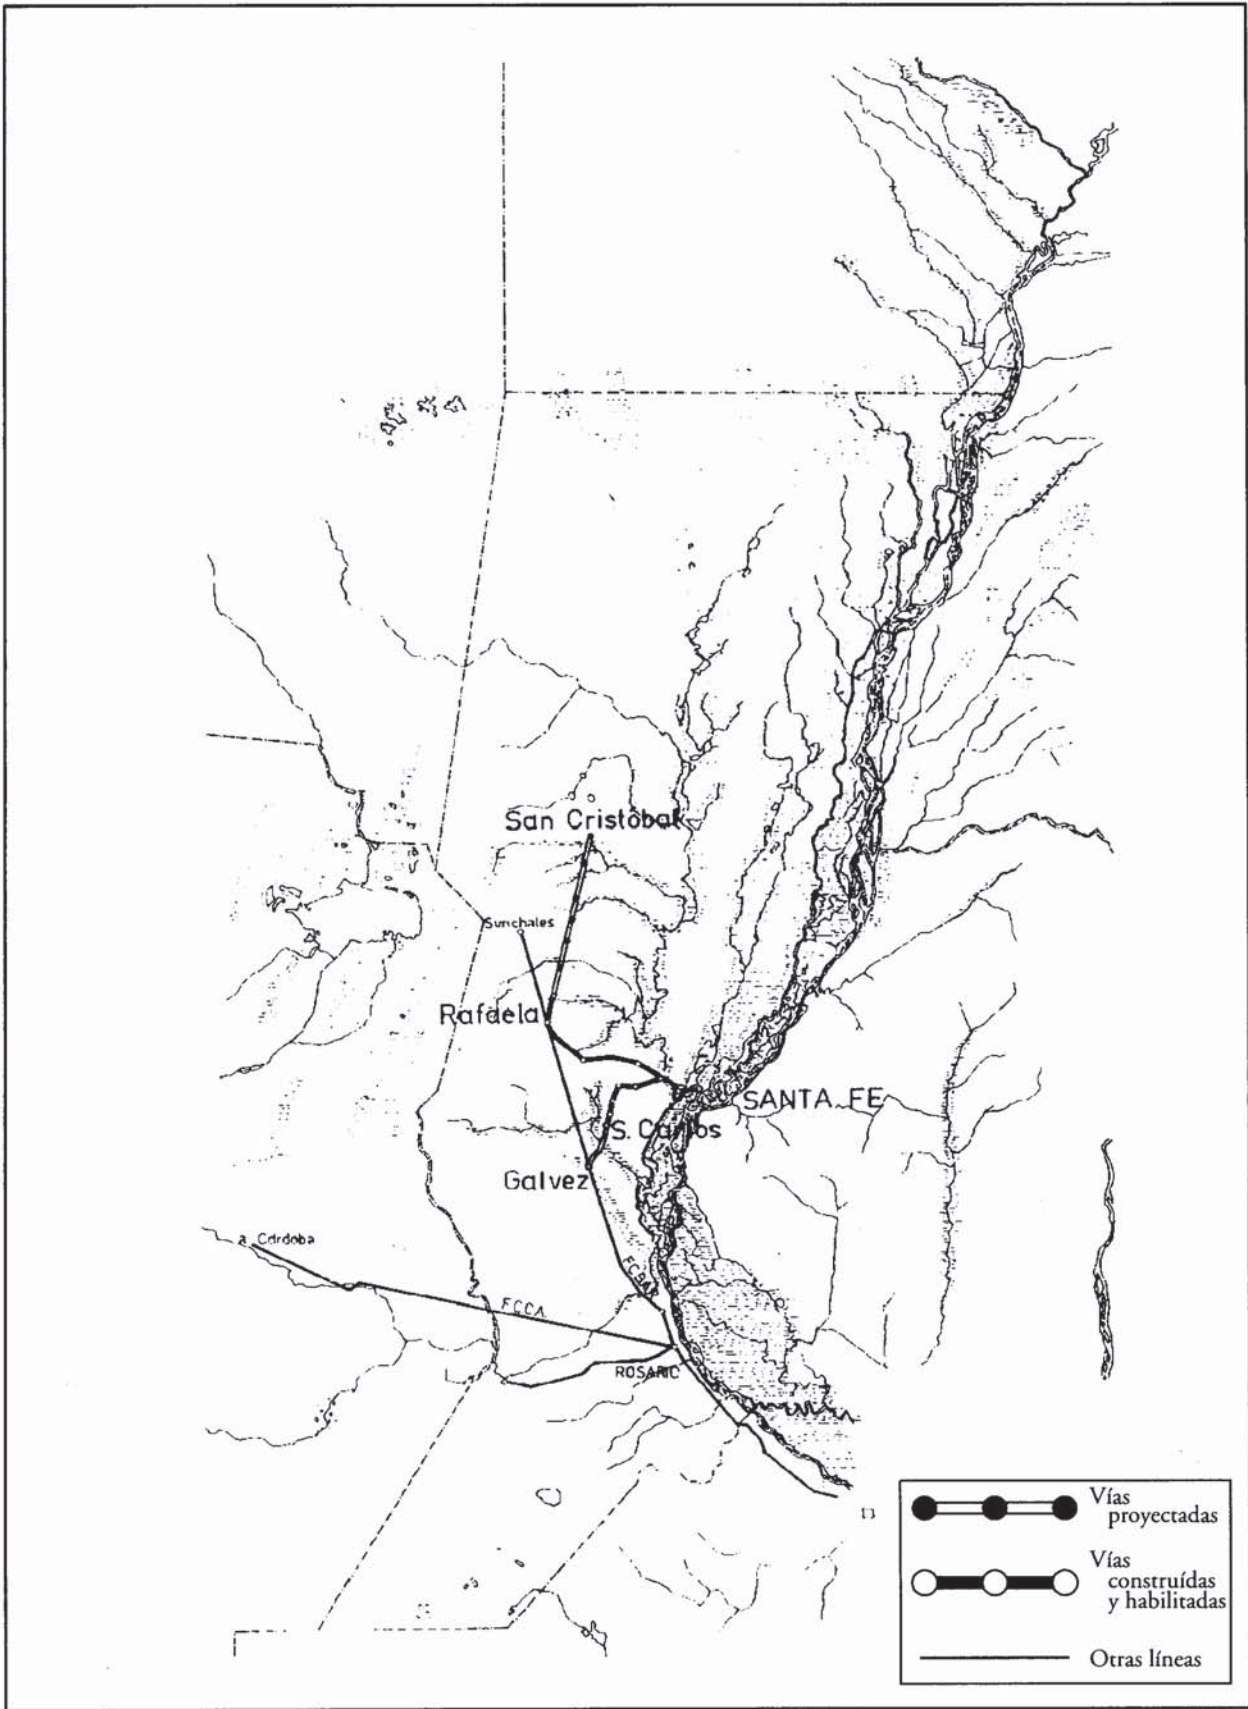 San Cristóbal
Sunchales
Rafaela
SANTA FE
S. Carlos
Galvez
a Córdoba
F.C.C.A.
ROSARIO
Vías
proyectadas
Vías
construídas
y habilitadas
Otras líneas